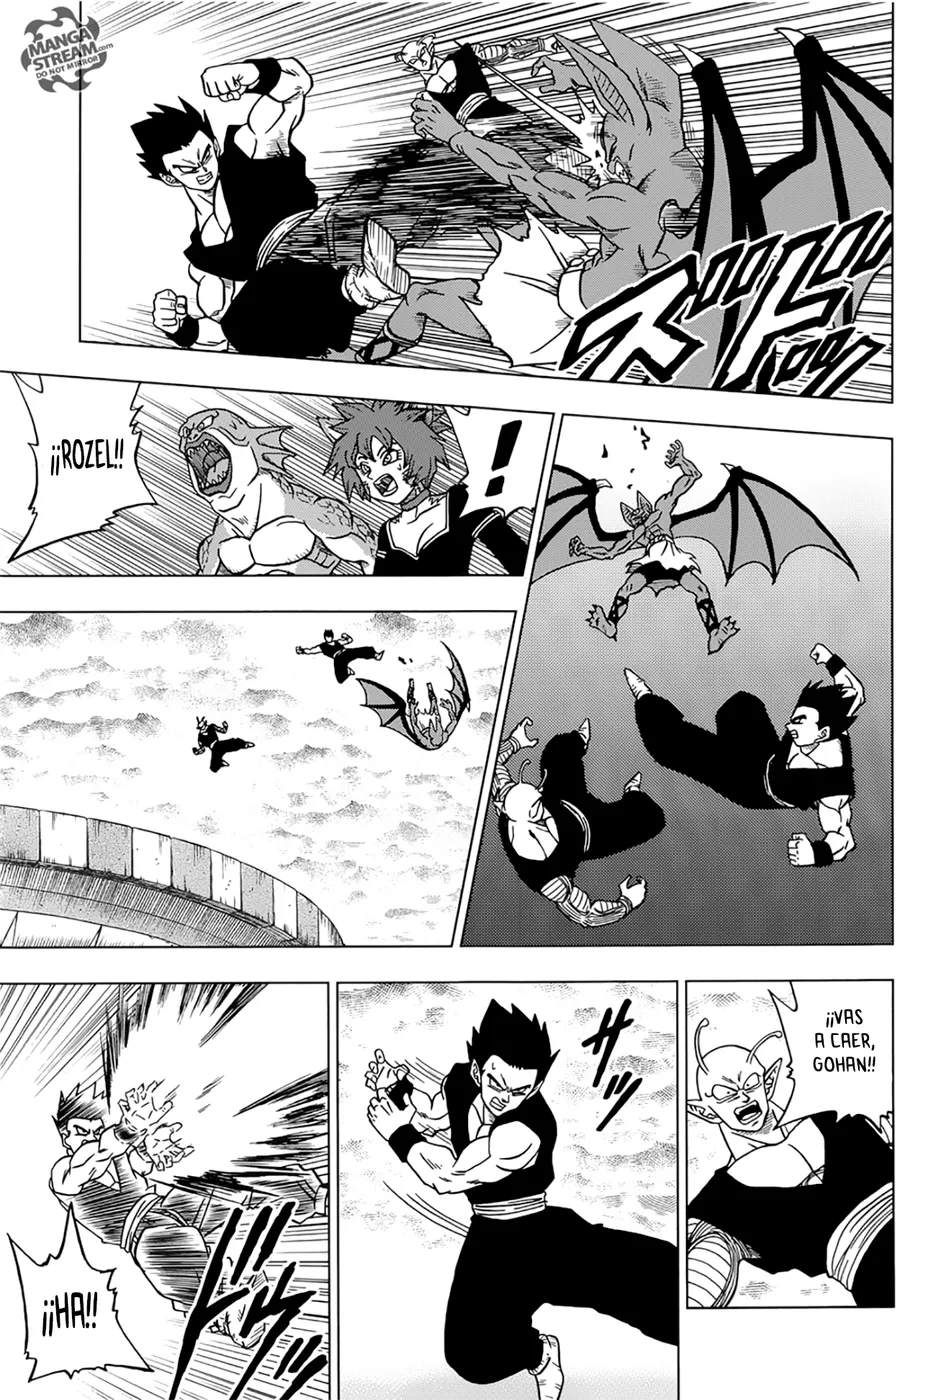 MANGA
STREAM.com
DO NOT MIRROR
¡¡ROZEL!!
!
¡¡VAS
A CAER,
GOHAN!!
¡¡HA!!